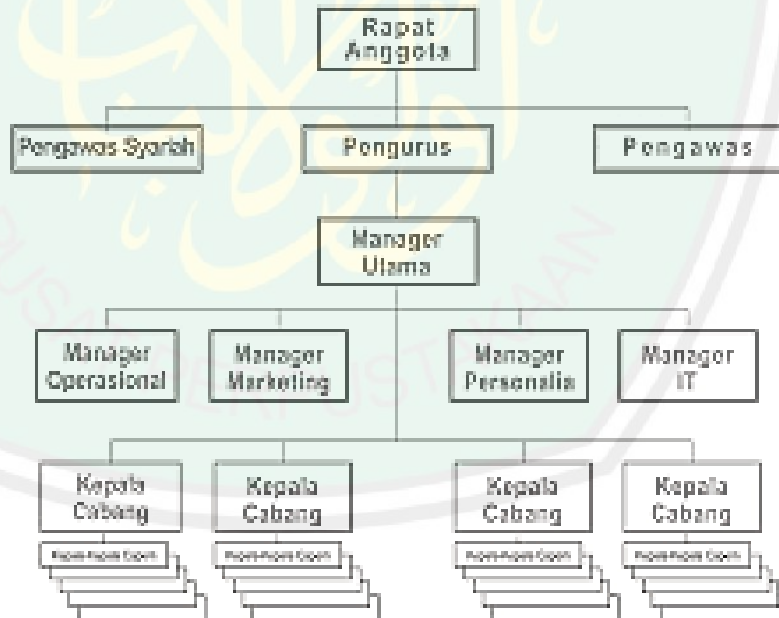 Rapat
Anggota
Pengawas Syariah
Pengurus
Pengawas
Manager
Utama
Manager
Operasional
Manager
Marketing
Manager
Personalia
Manager
IT
Kepala
Cabang
Kepala
Cabang
Kepala
Cabang
Kepala
Cabang